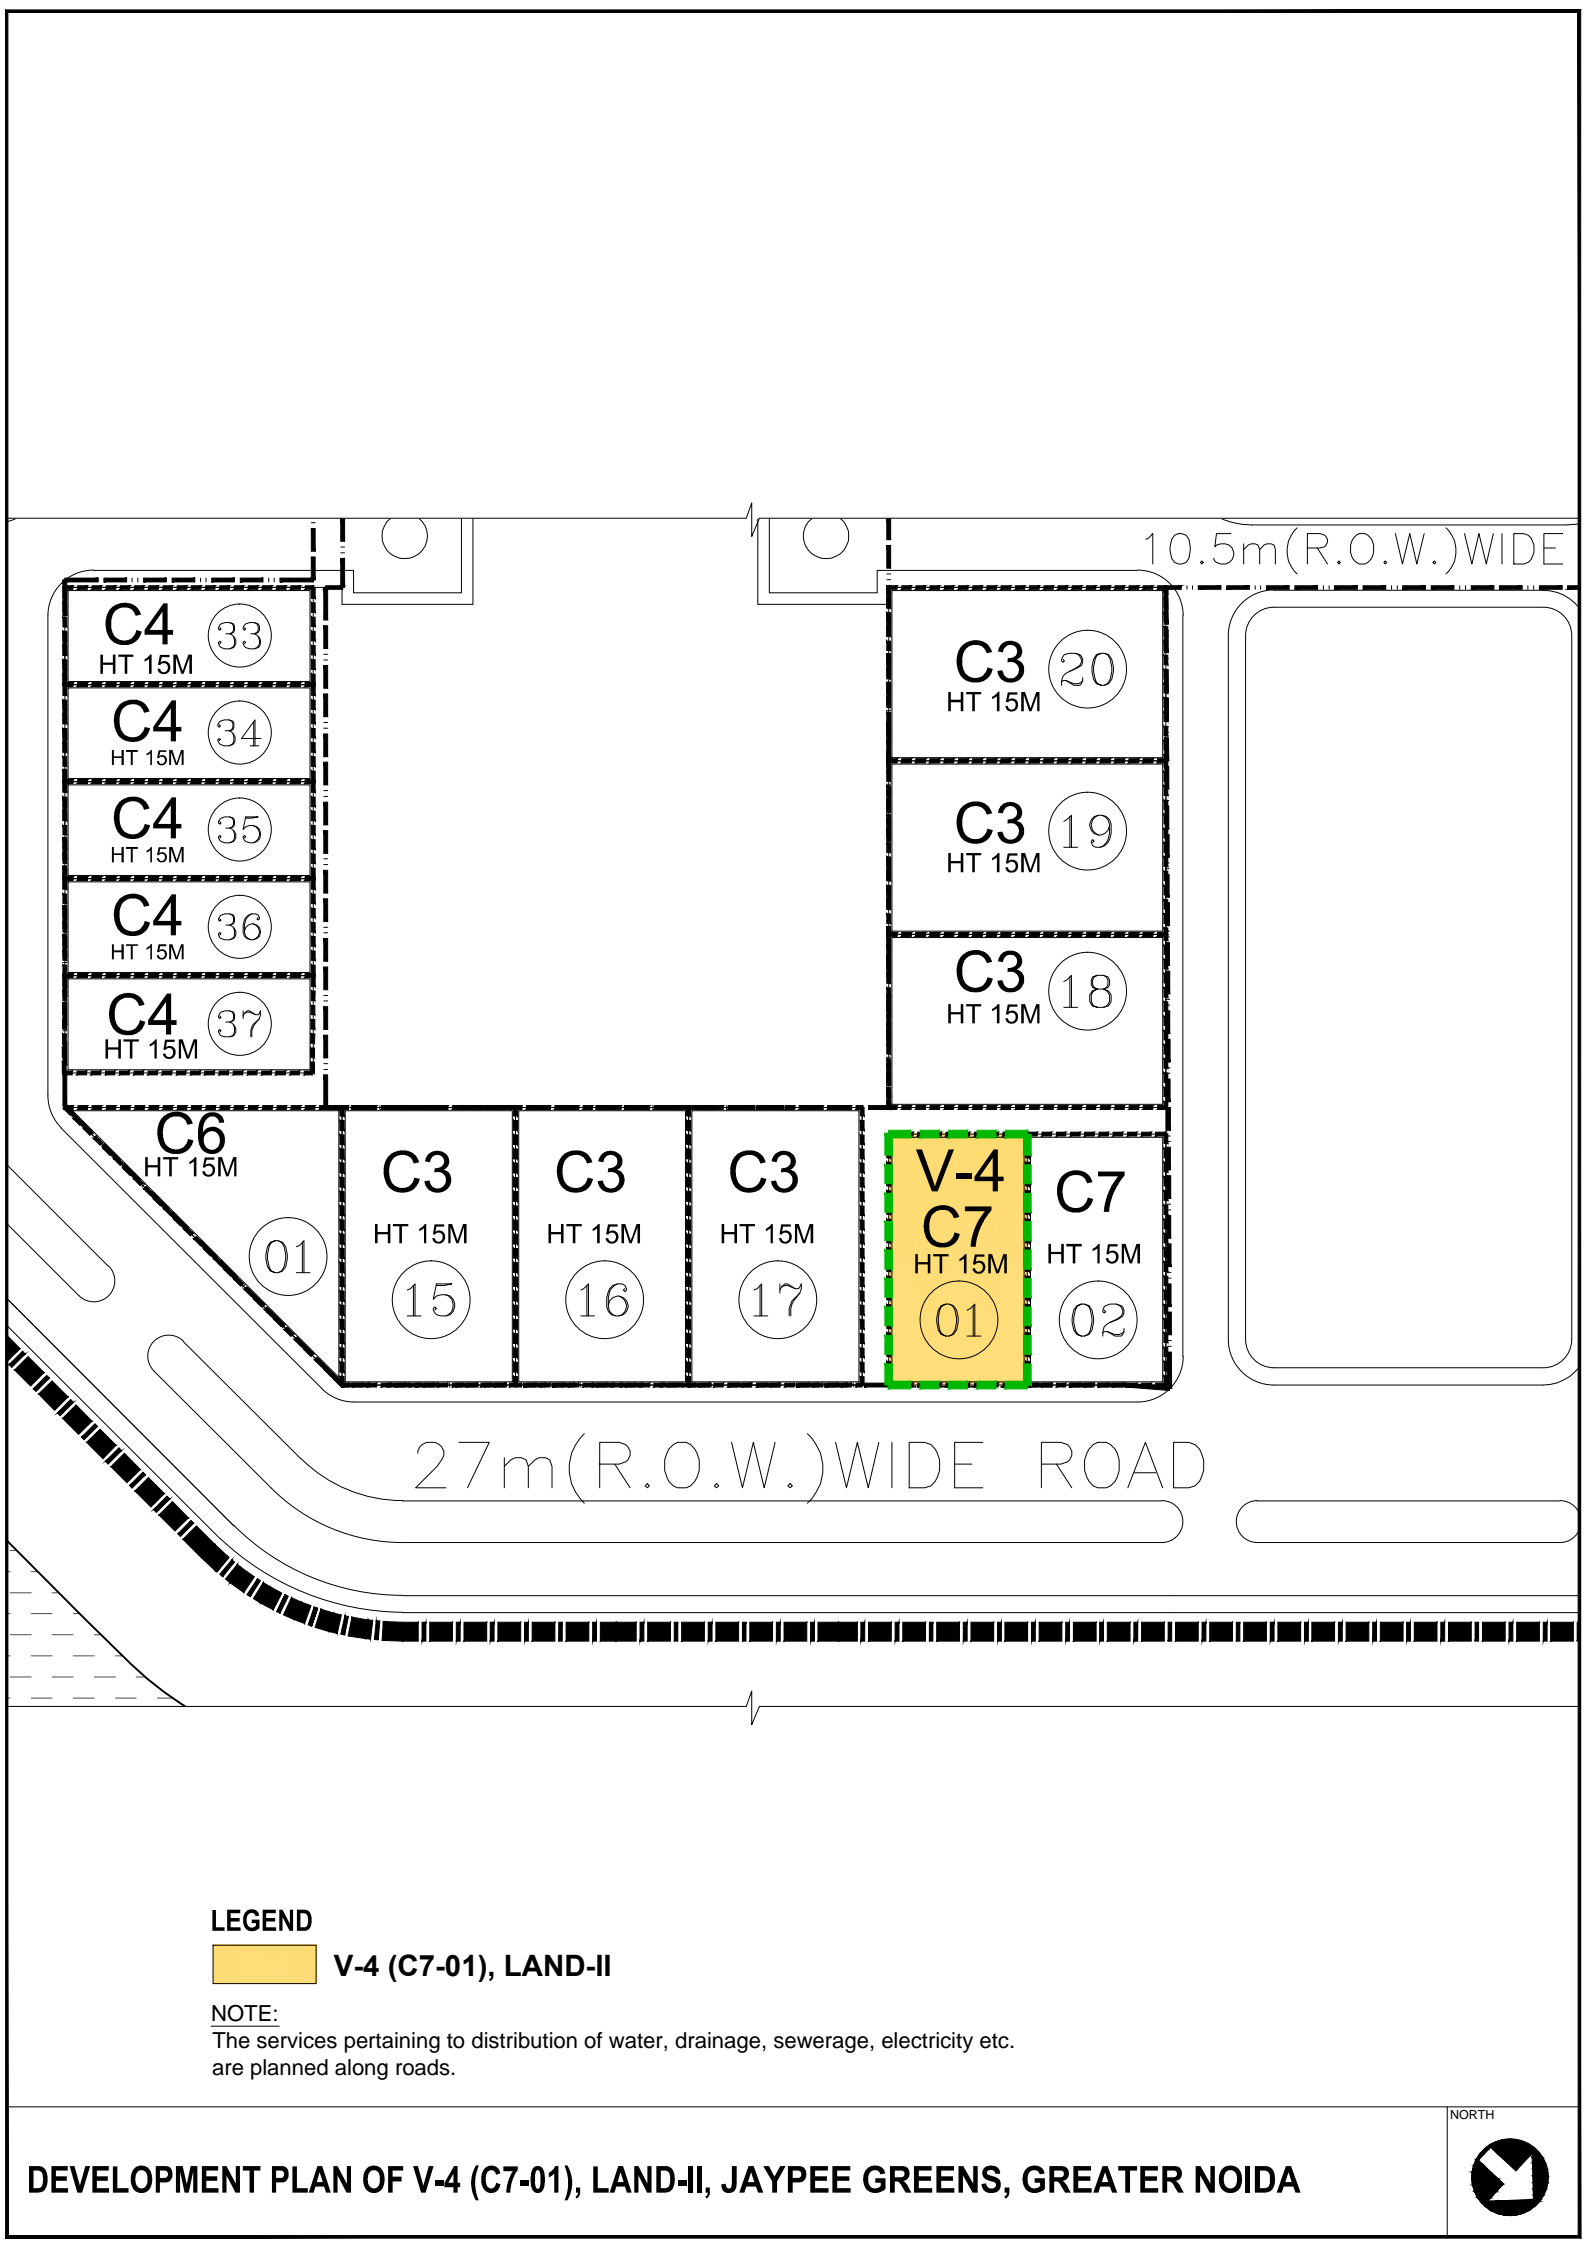 10.5m(R.O.W.)WIDE
C4
33
HT 15M
C4
34
HT 15M
C4
35
HT 15M
C4
36
HT 15M
C4
37
HT 15M
C3
20
HT 15M
C3
19
HT 15M
C3
18
HT 15M
C6
HT 15M
01
C3
HT 15M
15
C3
HT 15M
16
C3
HT 15M
17
V-4
C7
HT 15M
01
C7
HT 15M
02
27m(R.O.W.)WIDE ROAD
LEGEND
V-4 (C7-01), LAND-II
NOTE:
The services pertaining to distribution of water, drainage, sewerage, electricity etc.
are planned along roads.
NORTH
DEVELOPMENT PLAN OF V-4 (C7-01), LAND-II, JAYPEE GREENS, GREATER NOIDA